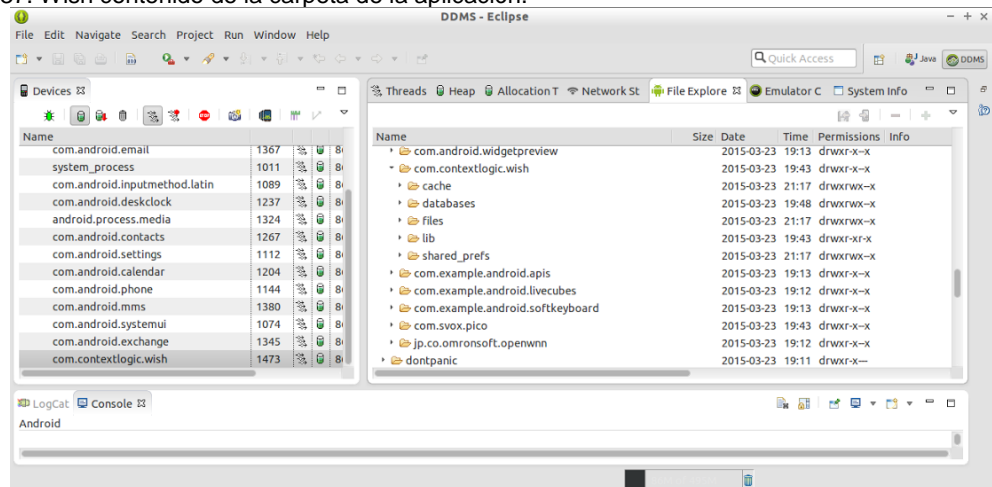 37. Wish contenido de la carpeta de la aplicación.
DDMS - Eclipse
File Edit Navigate Search Project Run Window Help
Quick Access
Java
DDMS
Devices
Name
com.android.email 1367
system_process 1011
com.android.inputmethod.latin 1089
com.android.deskclock 1237
android.process.media 1324
com.android.contacts 1267
com.android.settings 1112
com.android.calendar 1204
com.android.phone 1144
com.android.mms 1380
com.android.systemui 1074
com.android.exchange 1345
com.contextlogic.wish 1473
Threads Heap Allocation T Network St File Explore Emulator C System Info
Name Size Date Time Permissions Info
com.android.widgetpreview 2015-03-23 19:13 drwxr-x--x
com.contextlogic.wish 2015-03-23 19:43 drwxr-x--x
cache 2015-03-23 21:17 drwxrwx--x
databases 2015-03-23 19:48 drwxrwx--x
files 2015-03-23 21:17 drwxrwx--x
lib 2015-03-23 19:43 drwxr-xr-x
shared_prefs 2015-03-23 21:17 drwxrwx--x
com.example.android.apis 2015-03-23 19:13 drwxr-x--x
com.example.android.livecubes 2015-03-23 19:12 drwxr-x--x
com.example.android.softkeyboard 2015-03-23 19:13 drwxr-x--x
com.svox.pico 2015-03-23 19:43 drwxr-x--x
jp.co.omronsoft.openwnn 2015-03-23 19:12 drwxr-x--x
dontpanic 2015-03-23 19:11 drwxr-x---
LogCat Console
Android